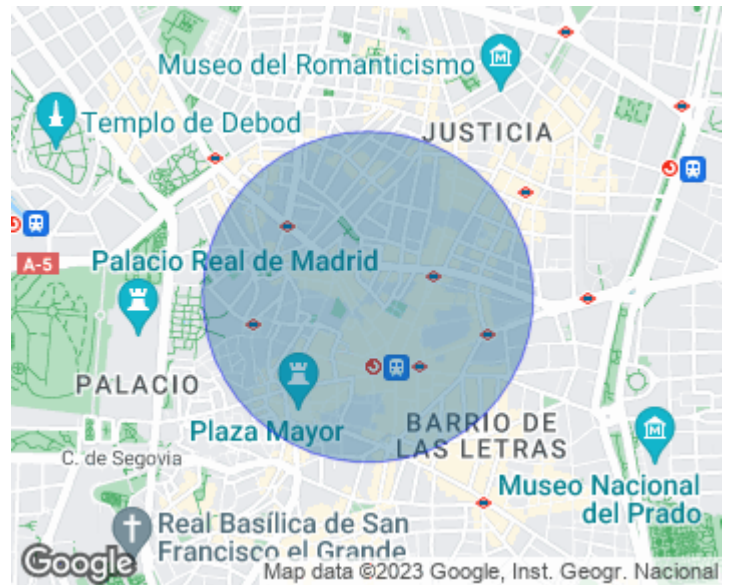 Museo del Romanticismo
Templo de Debod
JUSTICIA
A-5
Palacio Real de Madrid
PALACIO
Plaza Mayor
BARRIO DE
LAS LETRAS
C. de Segovia
Museo Nacional
del Prado
Real Basílica de San
Francisco el Grande
Google
Map data ©2023 Google, Inst. Geogr. Nacional